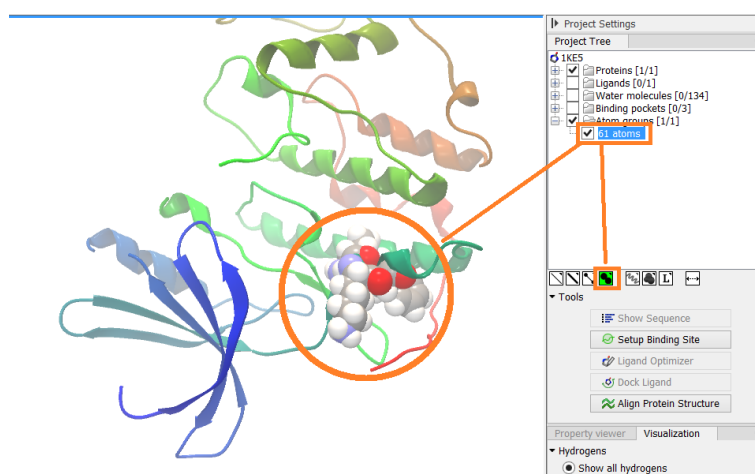 Project Settings
Project Tree
1KE5
Proteins [1/1]
Ligands [0/1]
Water molecules [0/134]
Binding pockets [0/3]
Atom groups [1/1]
61 atoms
L
Tools
Show Sequence
Setup Binding Site
Ligand Optimizer
Dock Ligand
Align Protein Structure
Property viewer Visualization
Hydrogens
Show all hydrogens